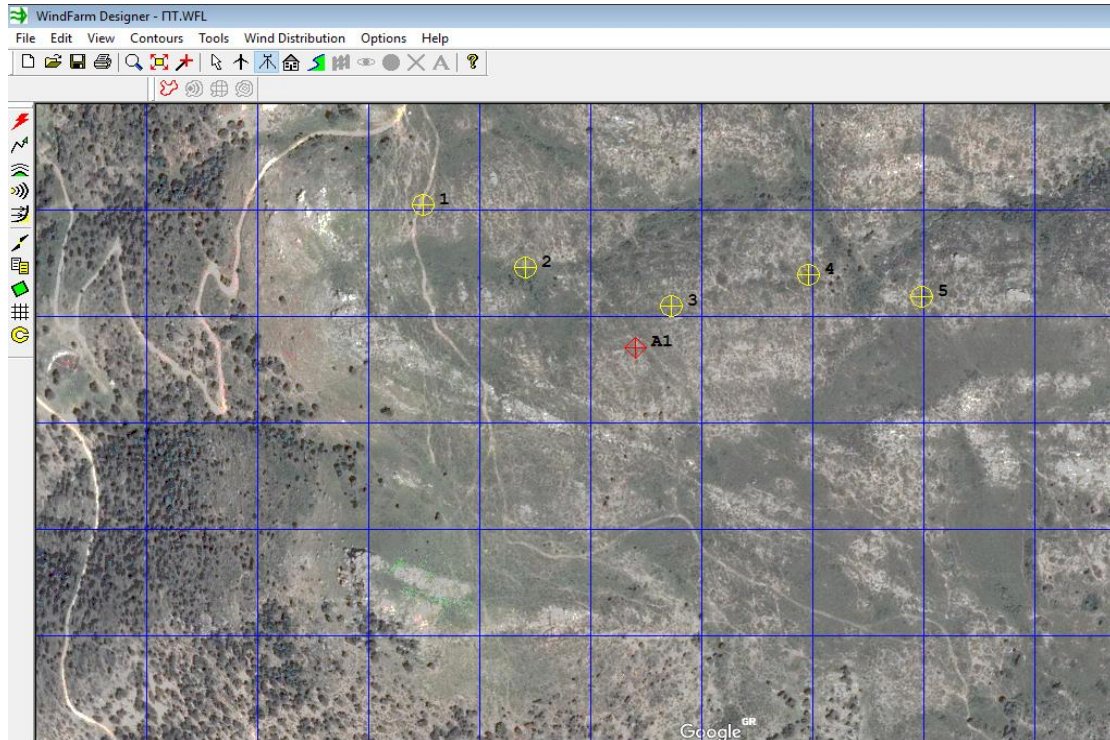 WindFarm Designer - ΠΤ.WFL
File Edit View Contours Tools Wind Distribution Options Help
1
2
3
4
5
A1
Google GR